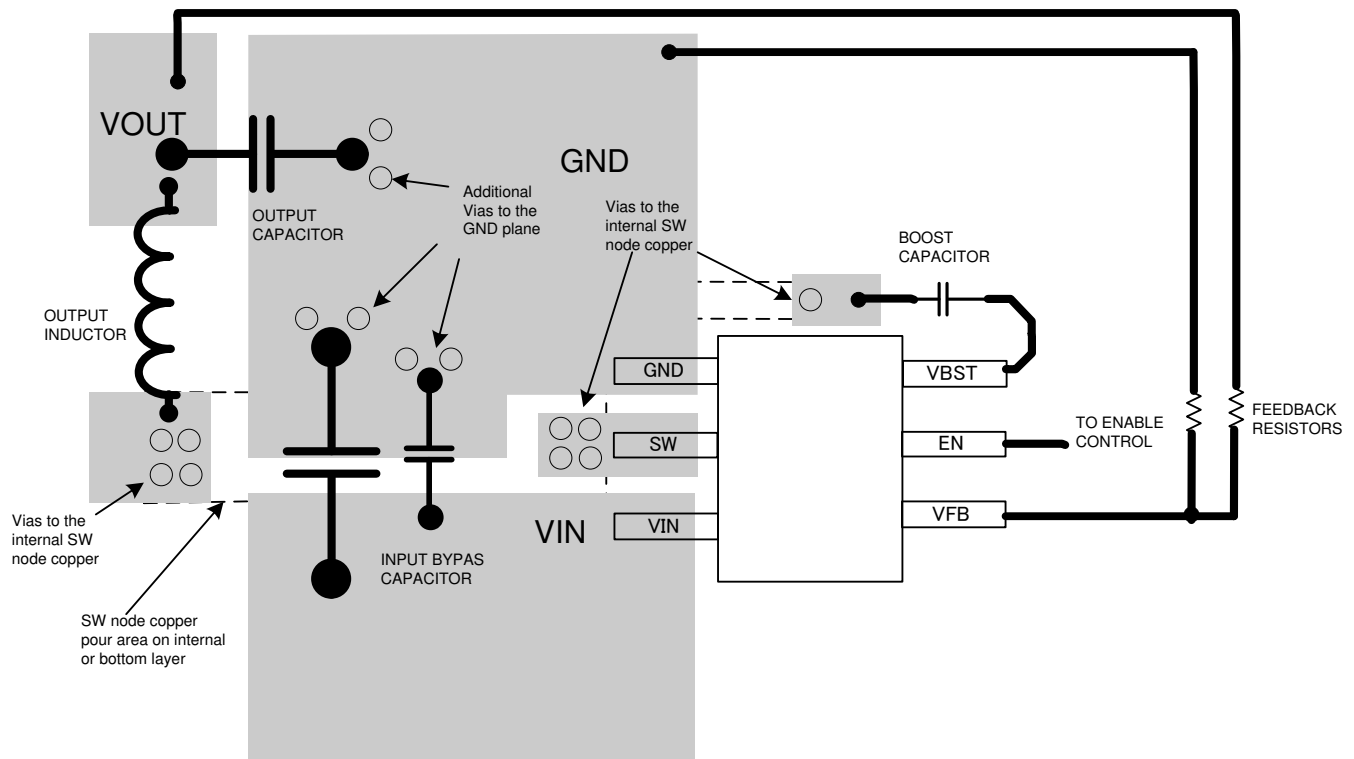 VOUT
OUTPUT
CAPACITOR
Additional
Vias to the
GND plane
GND
Vias to the
internal SW
node copper
BOOST
CAPACITOR
OUTPUT
INDUCTOR
GND
VBST
SW
EN
TO ENABLE
CONTROL
FEEDBACK
RESISTORS
VIN
VIN
VFB
INPUT BYPAS
CAPACITOR
Vias to the
internal SW
node copper
SW node copper
pour area on internal
or bottom layer